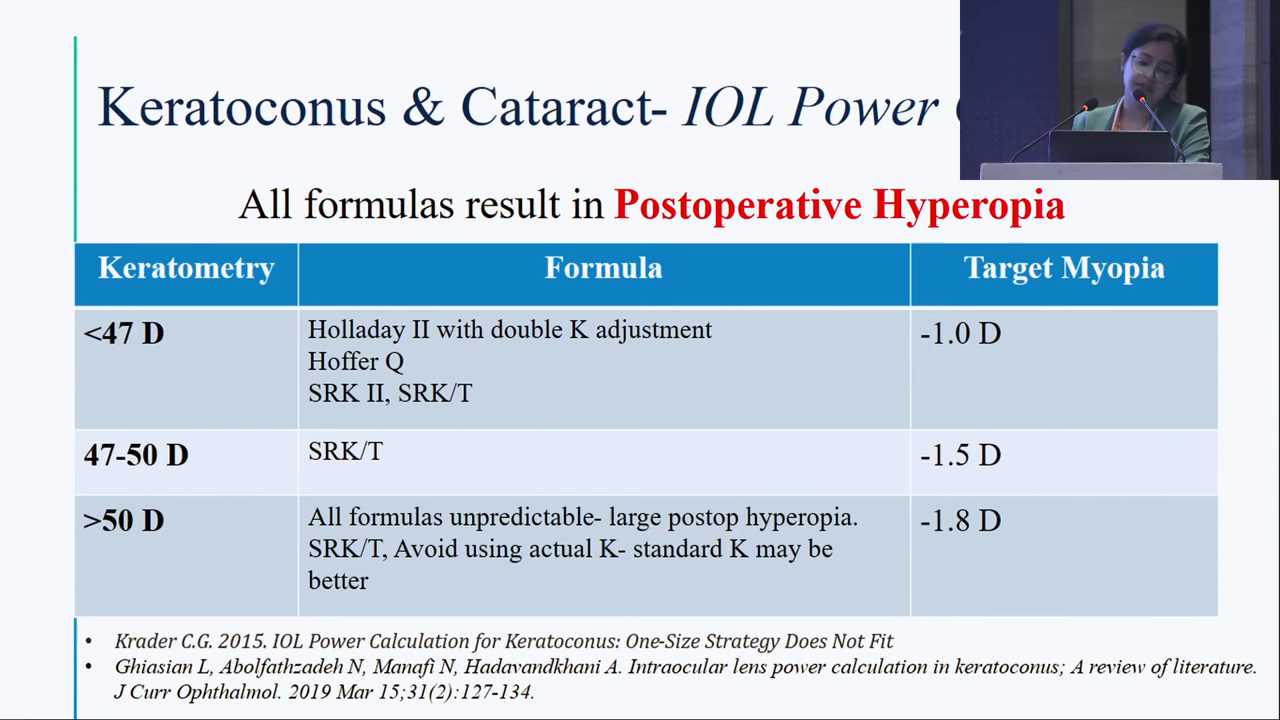 Keratoconus & Cataract- IOL Power
All formulas result in Postoperative Hyperopia
Keratometry
Formula
Target Myopia
<47 D
Holladay II with double K adjustment
Hoffer Q
SRK II, SRK/T
-1.0 D
47-50 D
SRK/T
-1.5 D
>50 D
All formulas unpredictable- large postop hyperopia.
SRK/T, Avoid using actual K- standard K may be
better
-1.8 D
• Krader C.G. 2015. IOL Power Calculation for Keratoconus: One-Size Strategy Does Not Fit
• Ghiasian L, Abolfathzadeh N, Manafi N, Hadavandkhani A. Intraocular lens power calculation in keratoconus; A review of literature.
J Curr Ophthalmol. 2019 Mar 15;31(2):127-134.